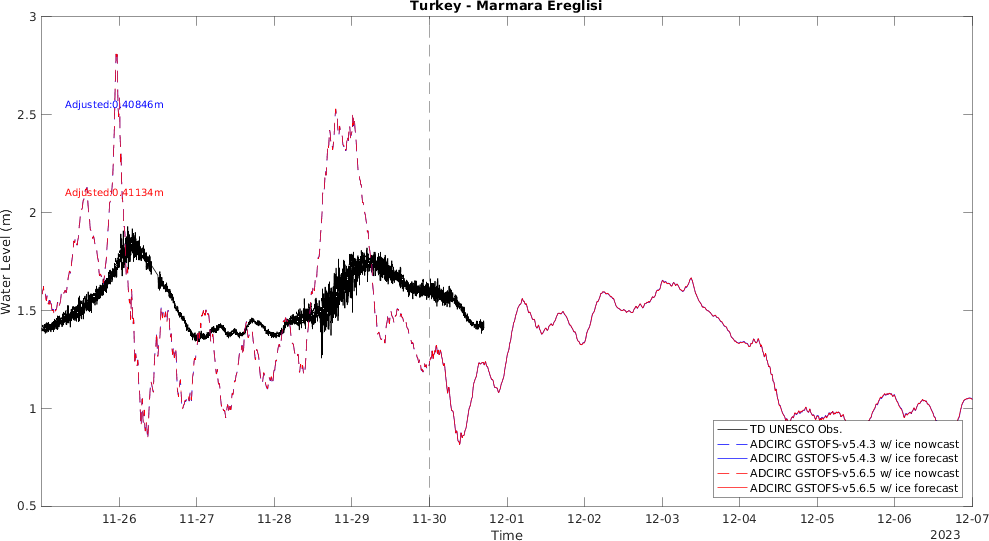 Turkey - Marmara Ereglisi
3
2.5
2
1.5
1
0.5
Water Level (m)
Adjusted:0.40846m
Adjusted:0.41134m
TD UNESCO Obs.
ADCIRC GSTOFS-v5.4.3 w/ ice nowcast
ADCIRC GSTOFS-v5.4.3 w/ ice forecast
ADCIRC GSTOFS-v5.6.5 w/ ice nowcast
ADCIRC GSTOFS-v5.6.5 w/ ice forecast
11-26 11-27 11-28 11-29 11-30 12-01 12-02 12-03 12-04 12-05 12-06 12-07
Time
2023